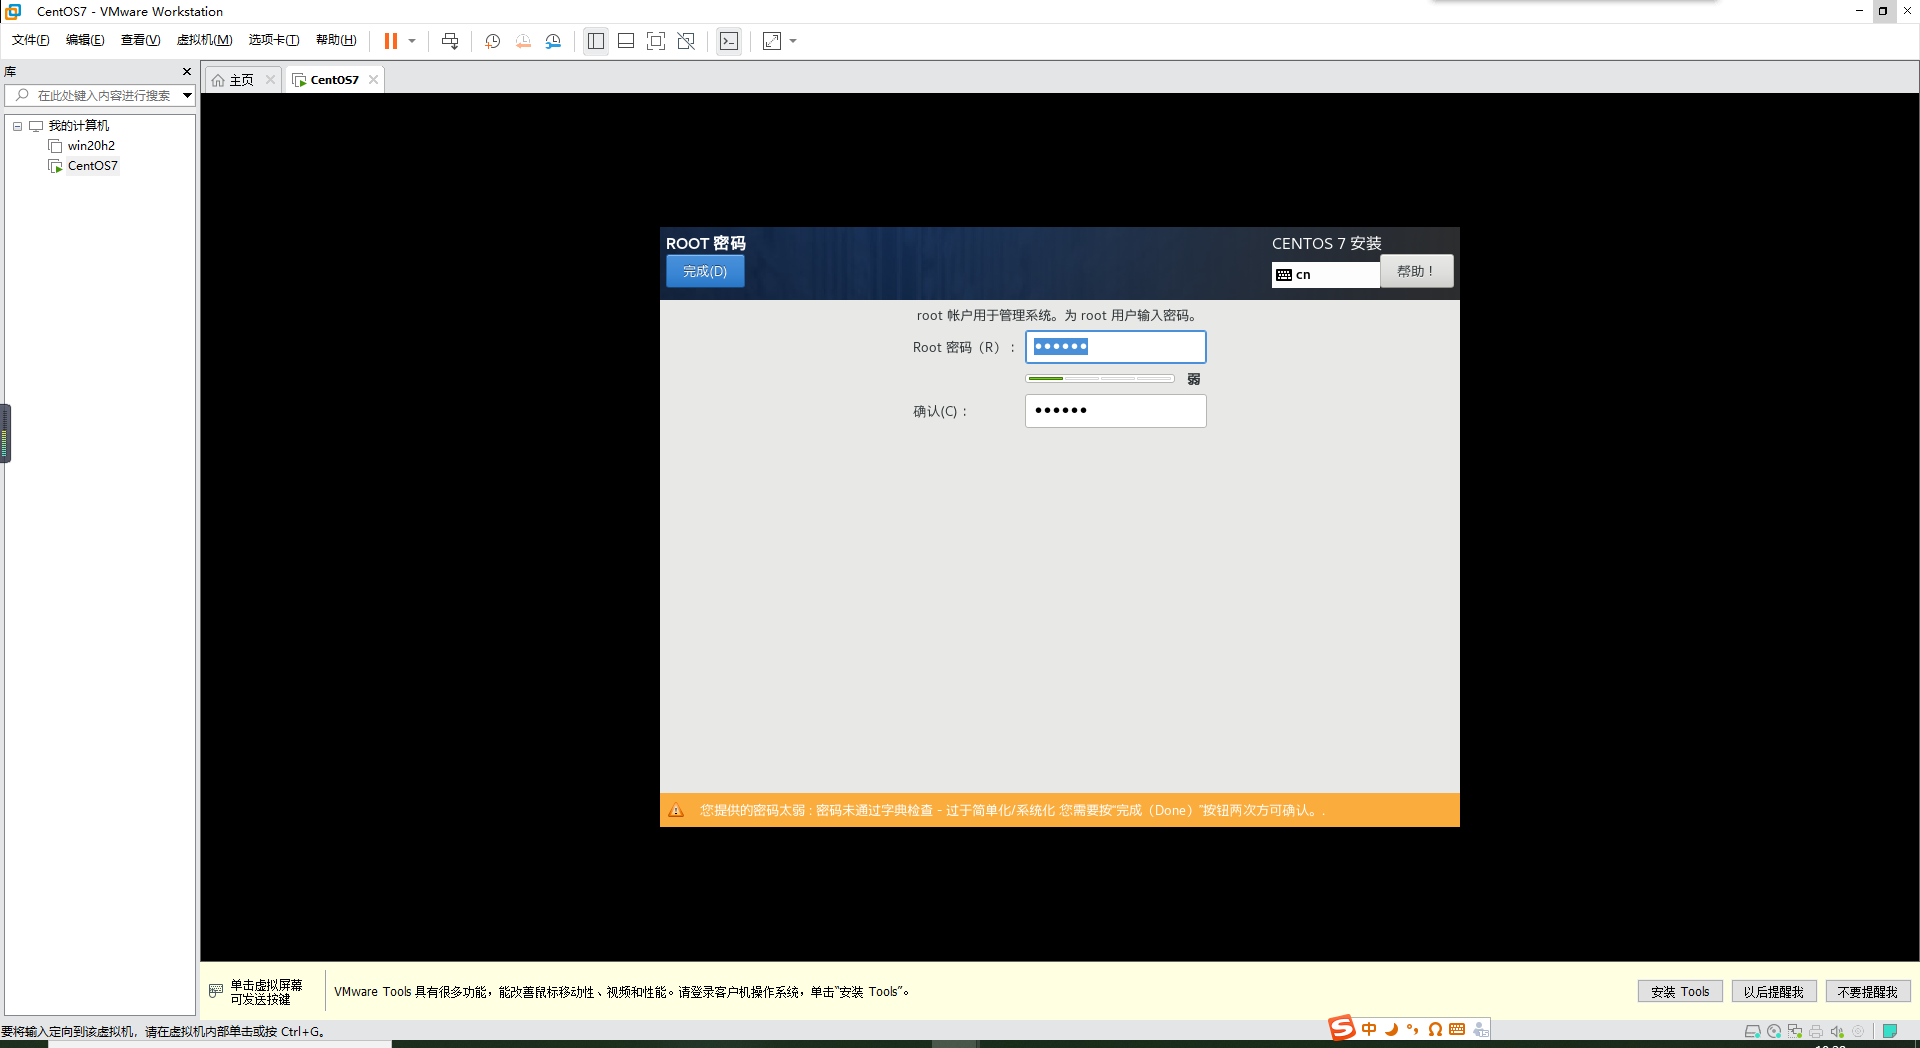 CentOS7 - VMware Workstation
文件(F) 编辑(E) 查看(V) 虚拟机(M) 选项卡(T) 帮助(H)
库
在此处键入内容进行搜索
我的计算机
win20h2
CentOS7
主页
CentOS7
ROOT 密码
完成(D)
CENTOS 7 安装
cn
帮助！
root 帐户用于管理系统。为 root 用户输入密码。
Root 密码（R）：
弱
确认(C)：
您提供的密码太弱 : 密码未通过字典检查 - 过于简单化/系统化 您需要按“完成（Done）”按钮两次方可确认。.
单击虚拟屏幕
可发送按键
VMware Tools 具有很多功能，能改善鼠标移动性、视频和性能。请登录客户机操作系统，单击“安装 Tools”。
安装 Tools
以后提醒我
不要提醒我
要将输入定向到该虚拟机，请在虚拟机内部单击或按 Ctrl+G。
中